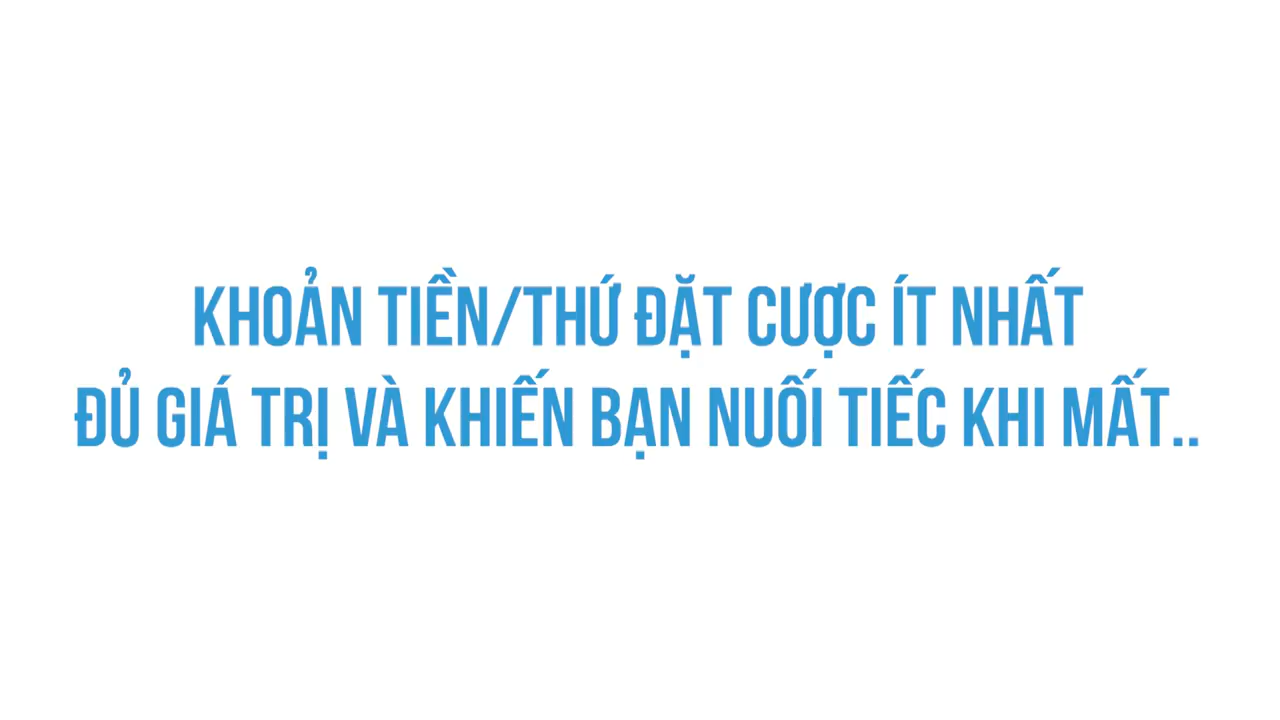 KHOẢN TIỀN/THỨ ĐẶT CƯỢC ÍT NHẤT
ĐỦ GIÁ TRỊ VÀ KHIẾN BẠN NUỐI TIẾC KHI MẤT..